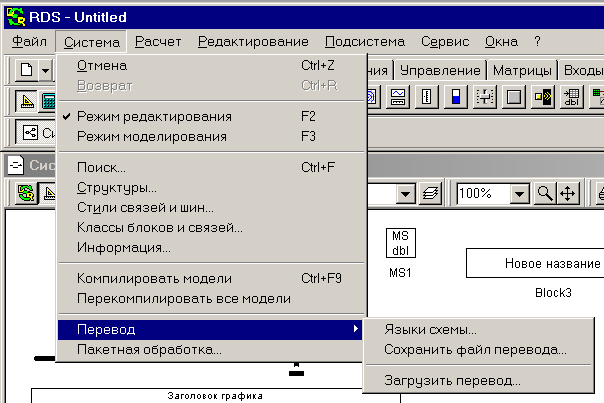 RDS - Untitled
Файл Система Расчет Редактирование Подсистема Сервис Окна ?
Отмена Ctrl+Z
Возврат Ctrl+R
ния Управление Матрицы Входы
Режим редактирования F2
Режим моделирования F3
Поиск... Ctrl+F
Структуры...
Стили связей и шин...
Классы блоков и связей...
Информация...
100%
MS
dbl
MS1
Новое название
Block3
Компилировать модели Ctrl+F9
Перекомпилировать все модели
Перевод
Пакетная обработка...
Языки схемы...
Сохранить файл перевода...
Загрузить перевод...
Заголовок графика